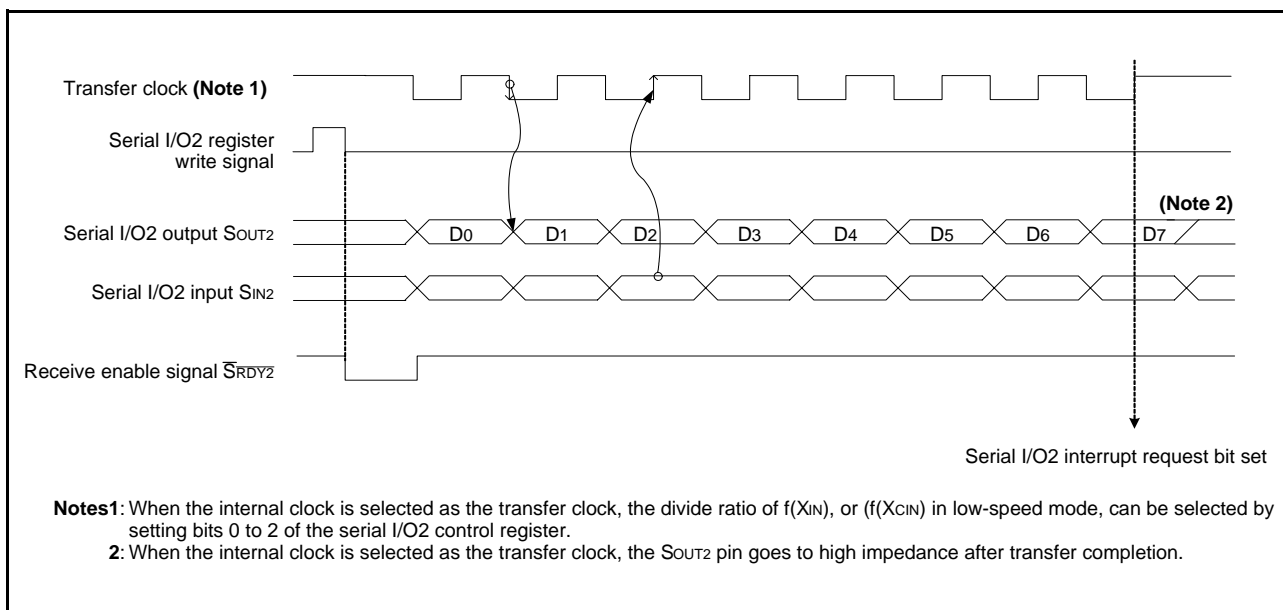 Transfer clock (Note 1)
Serial I/O2 register
write signal
(Note 2)
Serial I/O2 output SOUT2
D0 D1 D2 D3 D4 D5 D6 D7
Serial I/O2 input SIN2
Receive enable signal S̅R̅D̅Y̅2̅
Serial I/O2 interrupt request bit set
Notes1: When the internal clock is selected as the transfer clock, the divide ratio of f(XIN), or (f(XCIN) in low-speed mode, can be selected by
setting bits 0 to 2 of the serial I/O2 control register.
2: When the internal clock is selected as the transfer clock, the SOUT2 pin goes to high impedance after transfer completion.